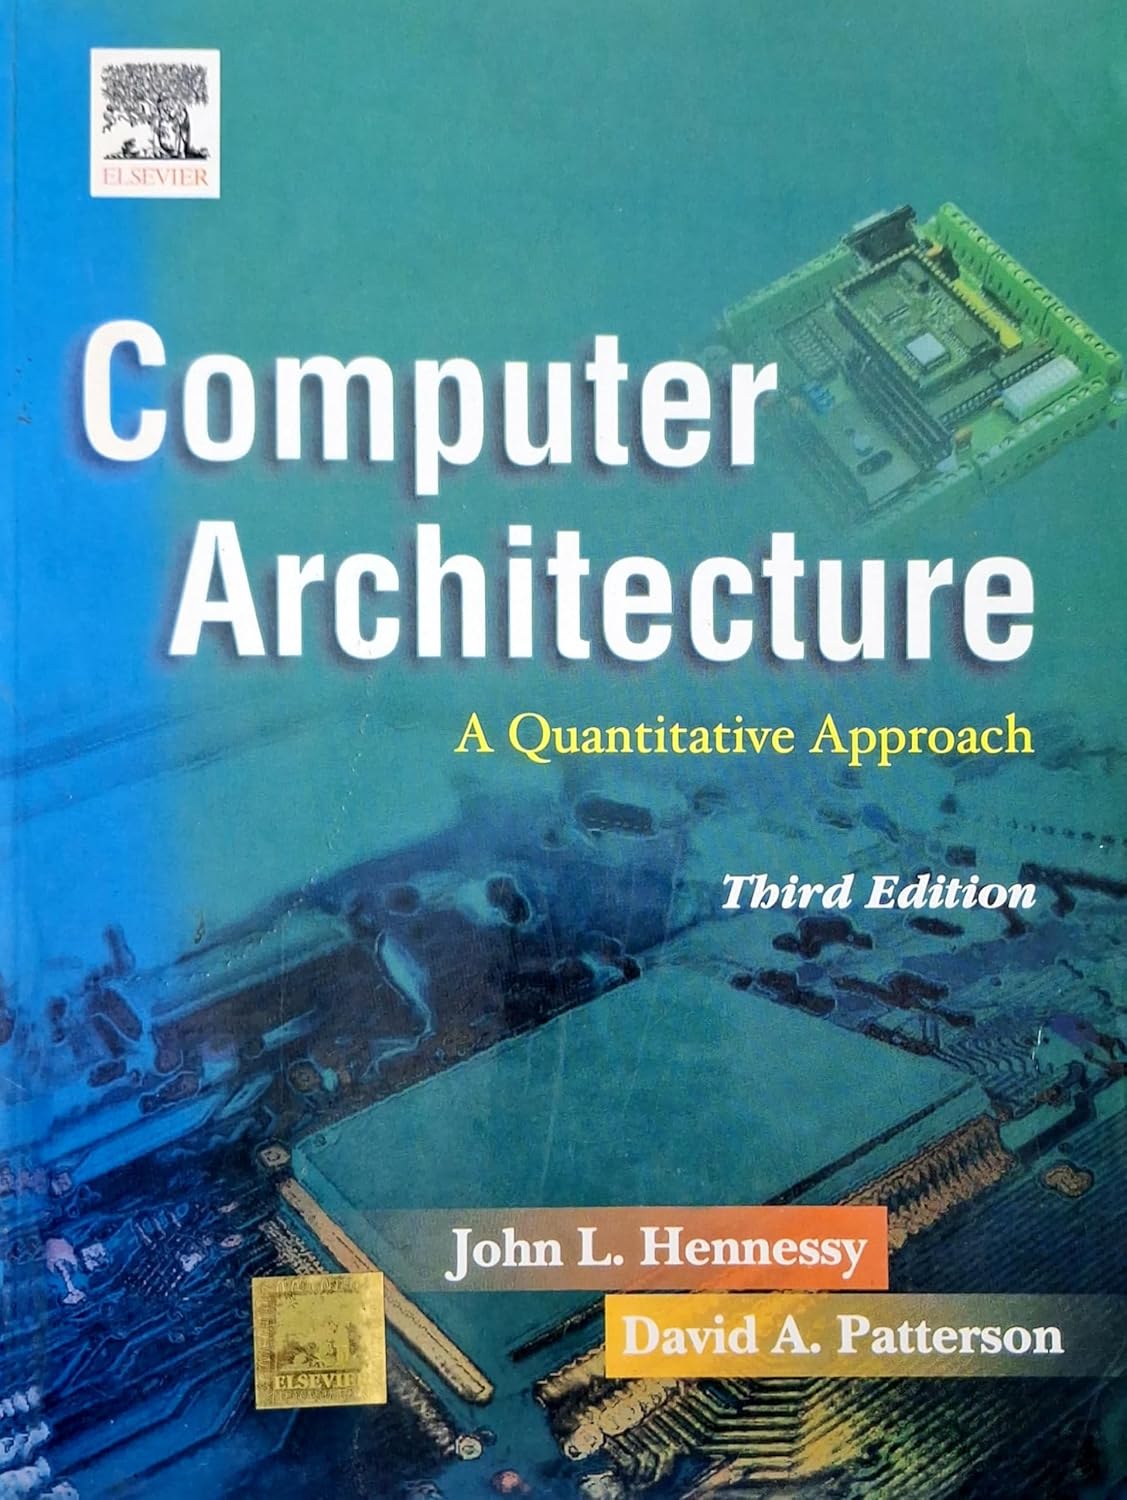 ELSEVIER
Computer
Architecture
A Quantitative Approach
Third Edition
John L. Hennessy
David A. Patterson
ELSEVIER